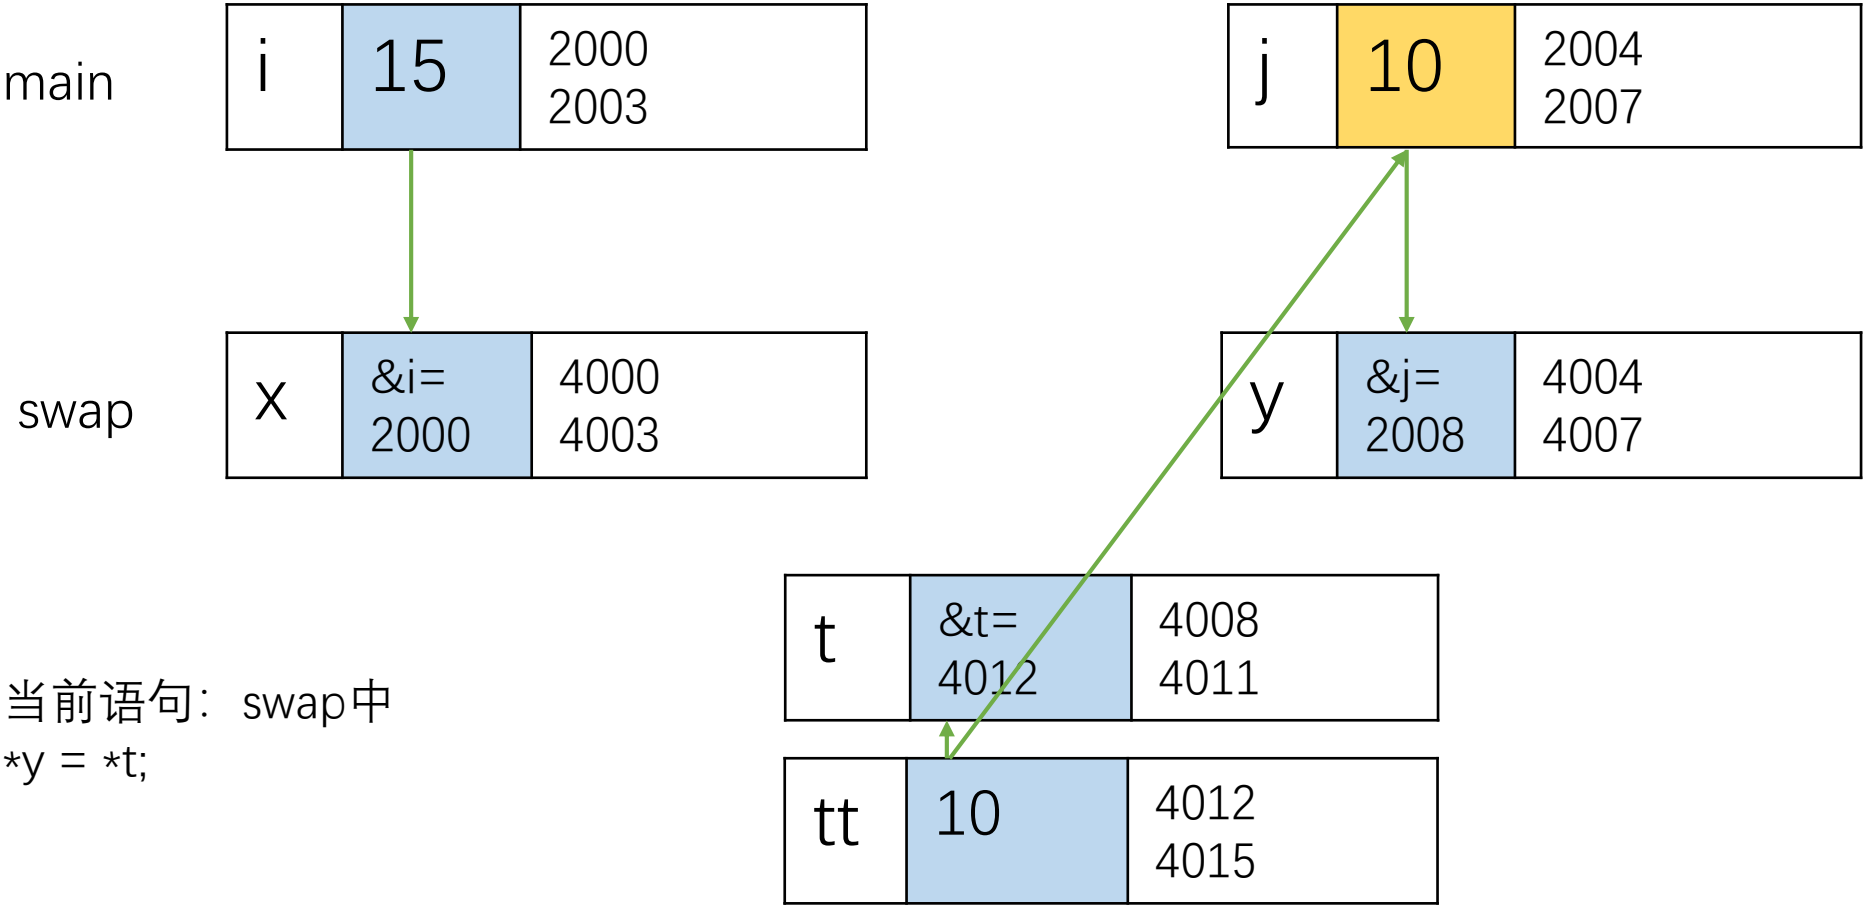 main
i
15
2000
2003
j
10
2004
2007
swap
x
&i=
2000
4000
4003
y
&j=
2008
4004
4007
t
&t=
4012
4008
4011
当前语句：swap中
*y = *t;
tt
10
4012
4015